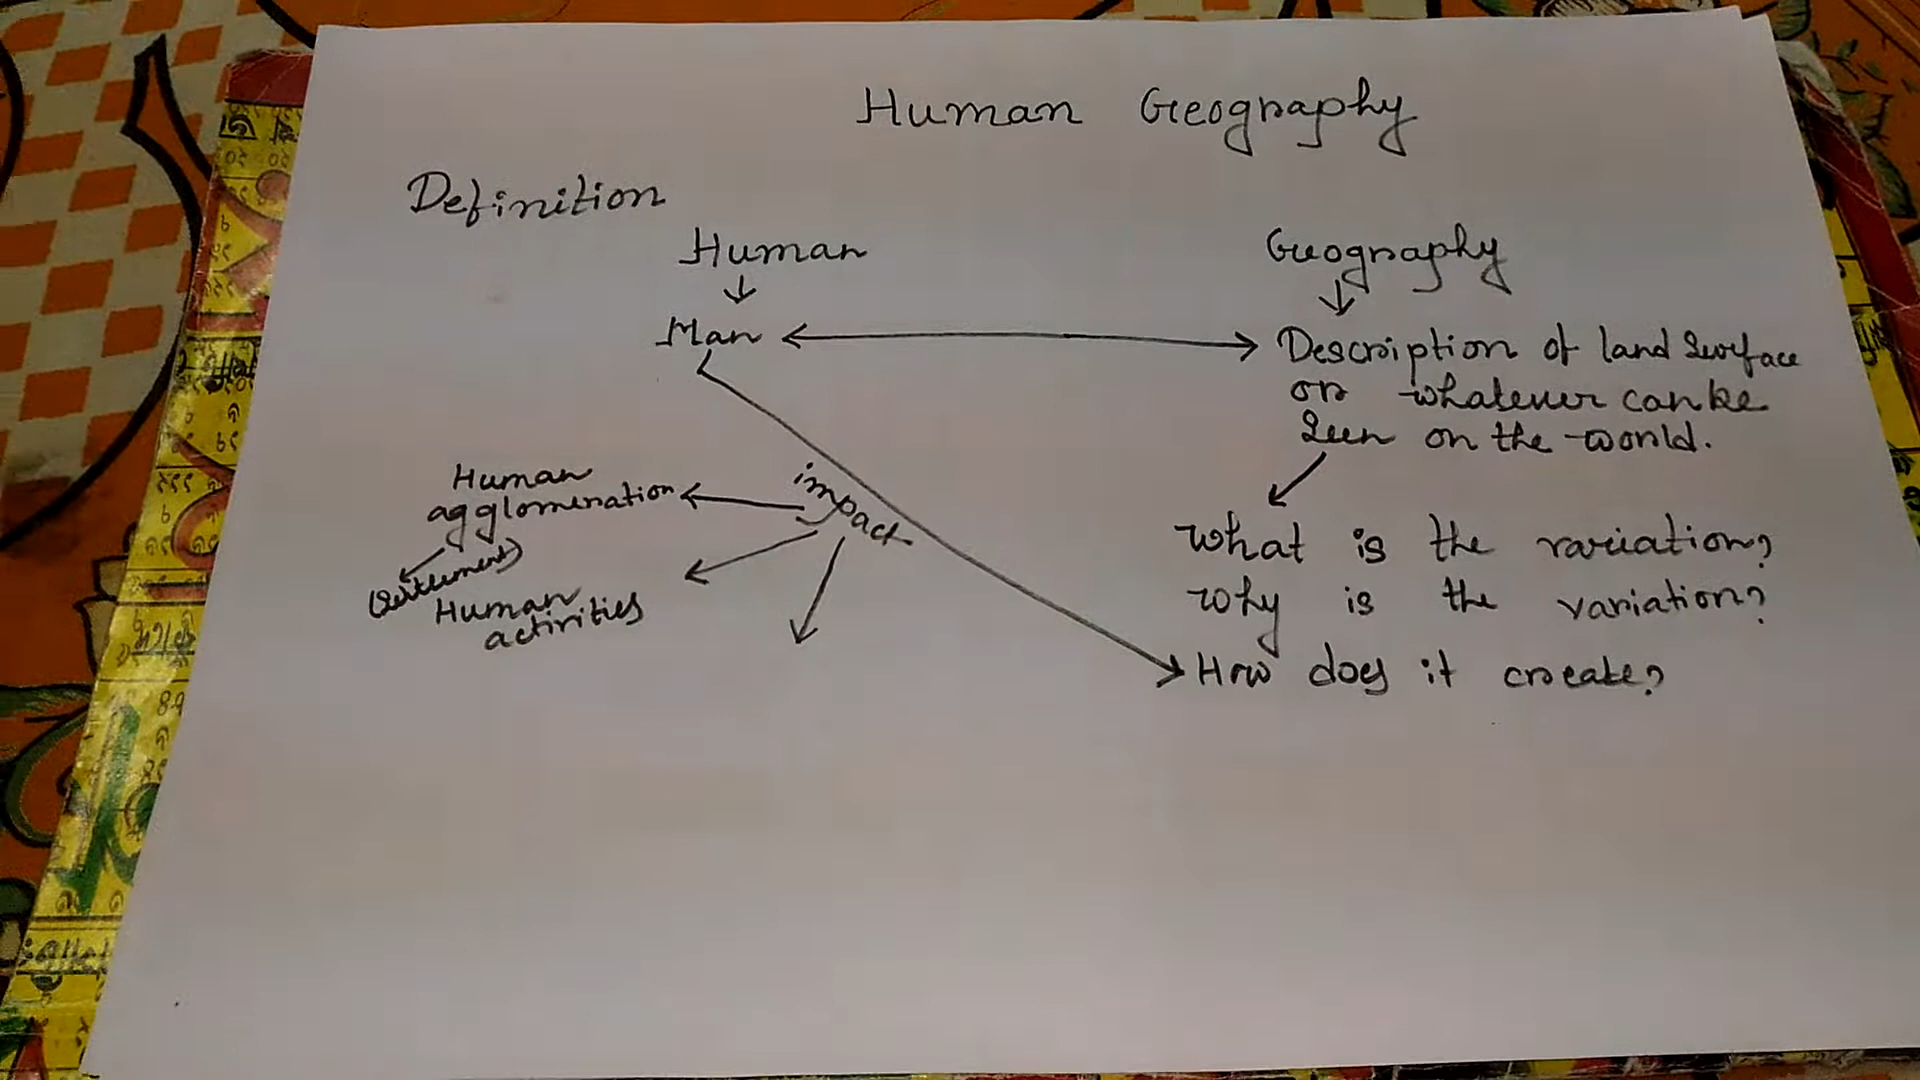 Human Geography
Definition
Human
Geography
Man
Description of land surface
or whatever can be
seen on the world.
impact
Human
agglomeration
(settlement)
Human
activities
What is the variation?
Why is the variation?
How does it create?